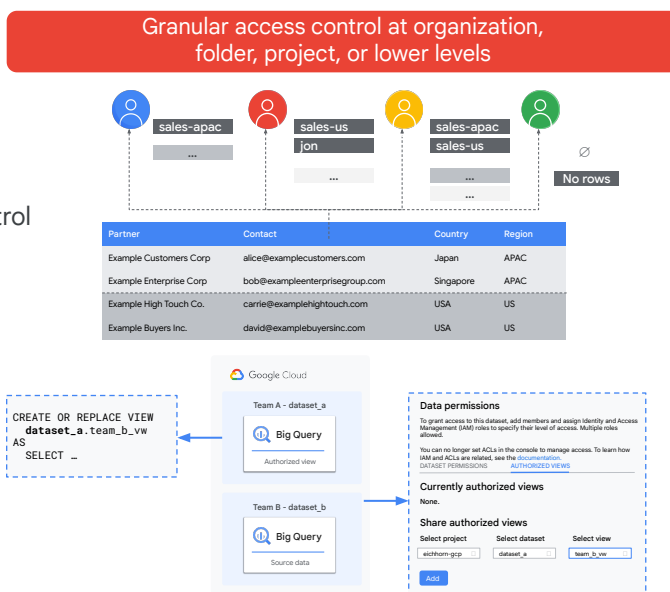 Granular access control at organization,
folder, project, or lower levels
sales-apac
...
sales-us
jon
...
sales-apac
sales-us
...
...
∅
No rows
trol
Partner Contact Country Region
Example Customers Corp alice@examplecustomers.com Japan APAC
Example Enterprise Corp bob@exampleenterprisegroup.com Singapore APAC
Example High Touch Co. carrie@examplehightouch.com USA US
Example Buyers Inc. david@examplebuyersinc.com USA US
Google Cloud
Team A - dataset_a
Big Query
Authorized view
Team B - dataset_b
Big Query
Source data
CREATE OR REPLACE VIEW
dataset_a.team_b_vw
AS
SELECT …
Data permissions
To grant access to this dataset, add members and assign Identity and Access
Management (IAM) roles to specify their level of access. Multiple roles
allowed.
You can no longer set ACLs in the console to manage access. To learn how
IAM and ACLs are related, see the documentation.
DATASET PERMISSIONS AUTHORIZED VIEWS
Currently authorized views
None.
Share authorized views
Select project Select dataset Select view
eichhorn-gcp dataset_a team_b_vw
Add